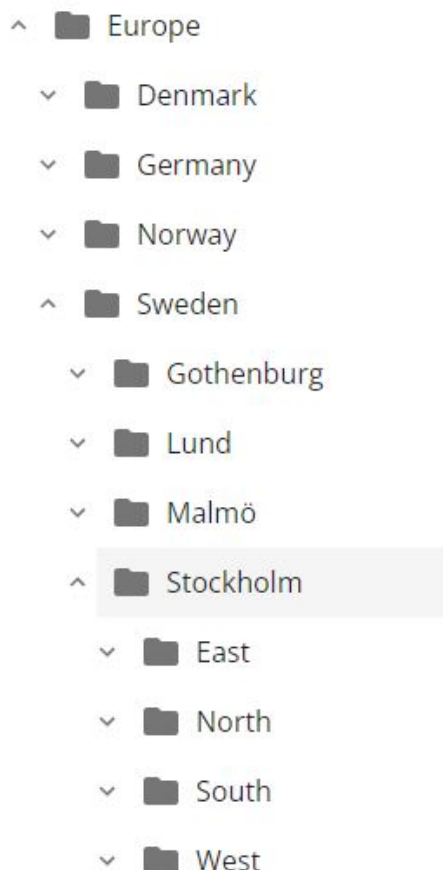 Europe
Denmark
Germany
Norway
Sweden
Gothenburg
Lund
Malmö
Stockholm
East
North
South
West